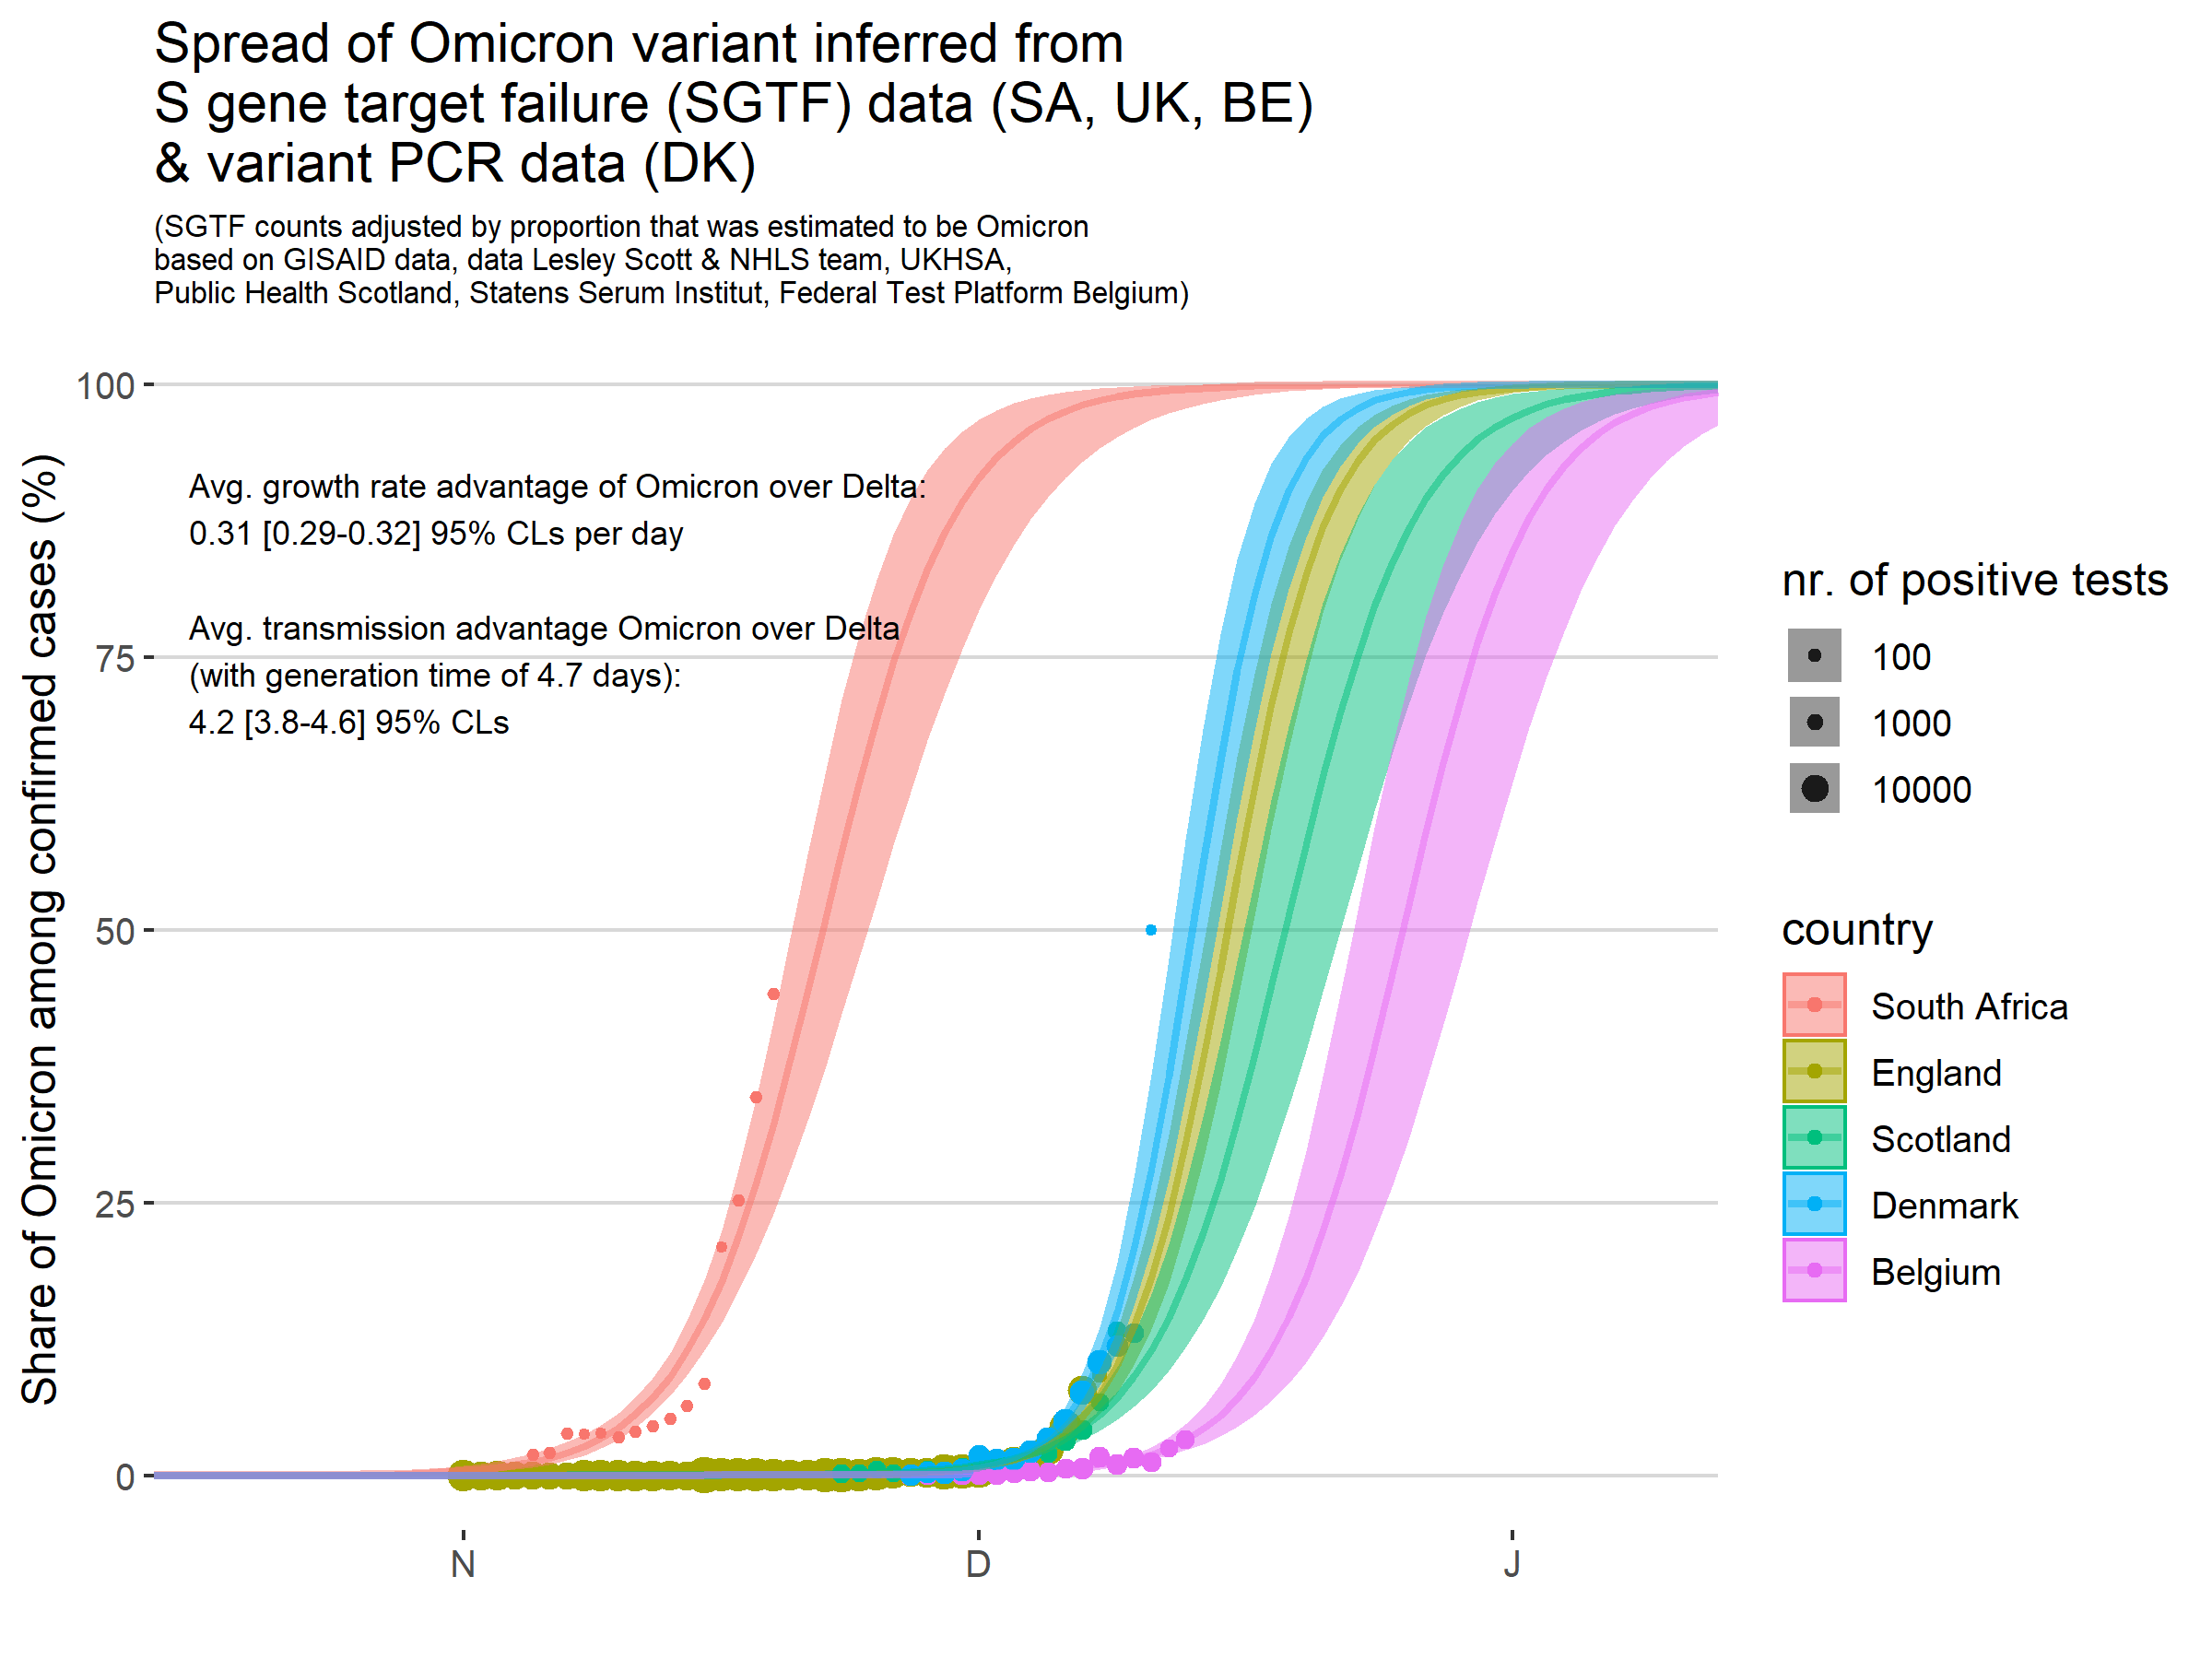 Spread of Omicron variant inferred from
S gene target failure (SGTF) data (SA, UK, BE)
& variant PCR data (DK)
(SGTF counts adjusted by proportion that was estimated to be Omicron
based on GISAID data, data Lesley Scott & NHLS team, UKHSA,
Public Health Scotland, Statens Serum Institut, Federal Test Platform Belgium)
Share of Omicron among confirmed cases (%)
100
75
50
25
0
Avg. growth rate advantage of Omicron over Delta:
0.31 [0.29-0.32] 95% CLs per day
Avg. transmission advantage Omicron over Delta
(with generation time of 4.7 days):
4.2 [3.8-4.6] 95% CLs
N
D
J
nr. of positive tests
100
1000
10000
country
South Africa
England
Scotland
Denmark
Belgium